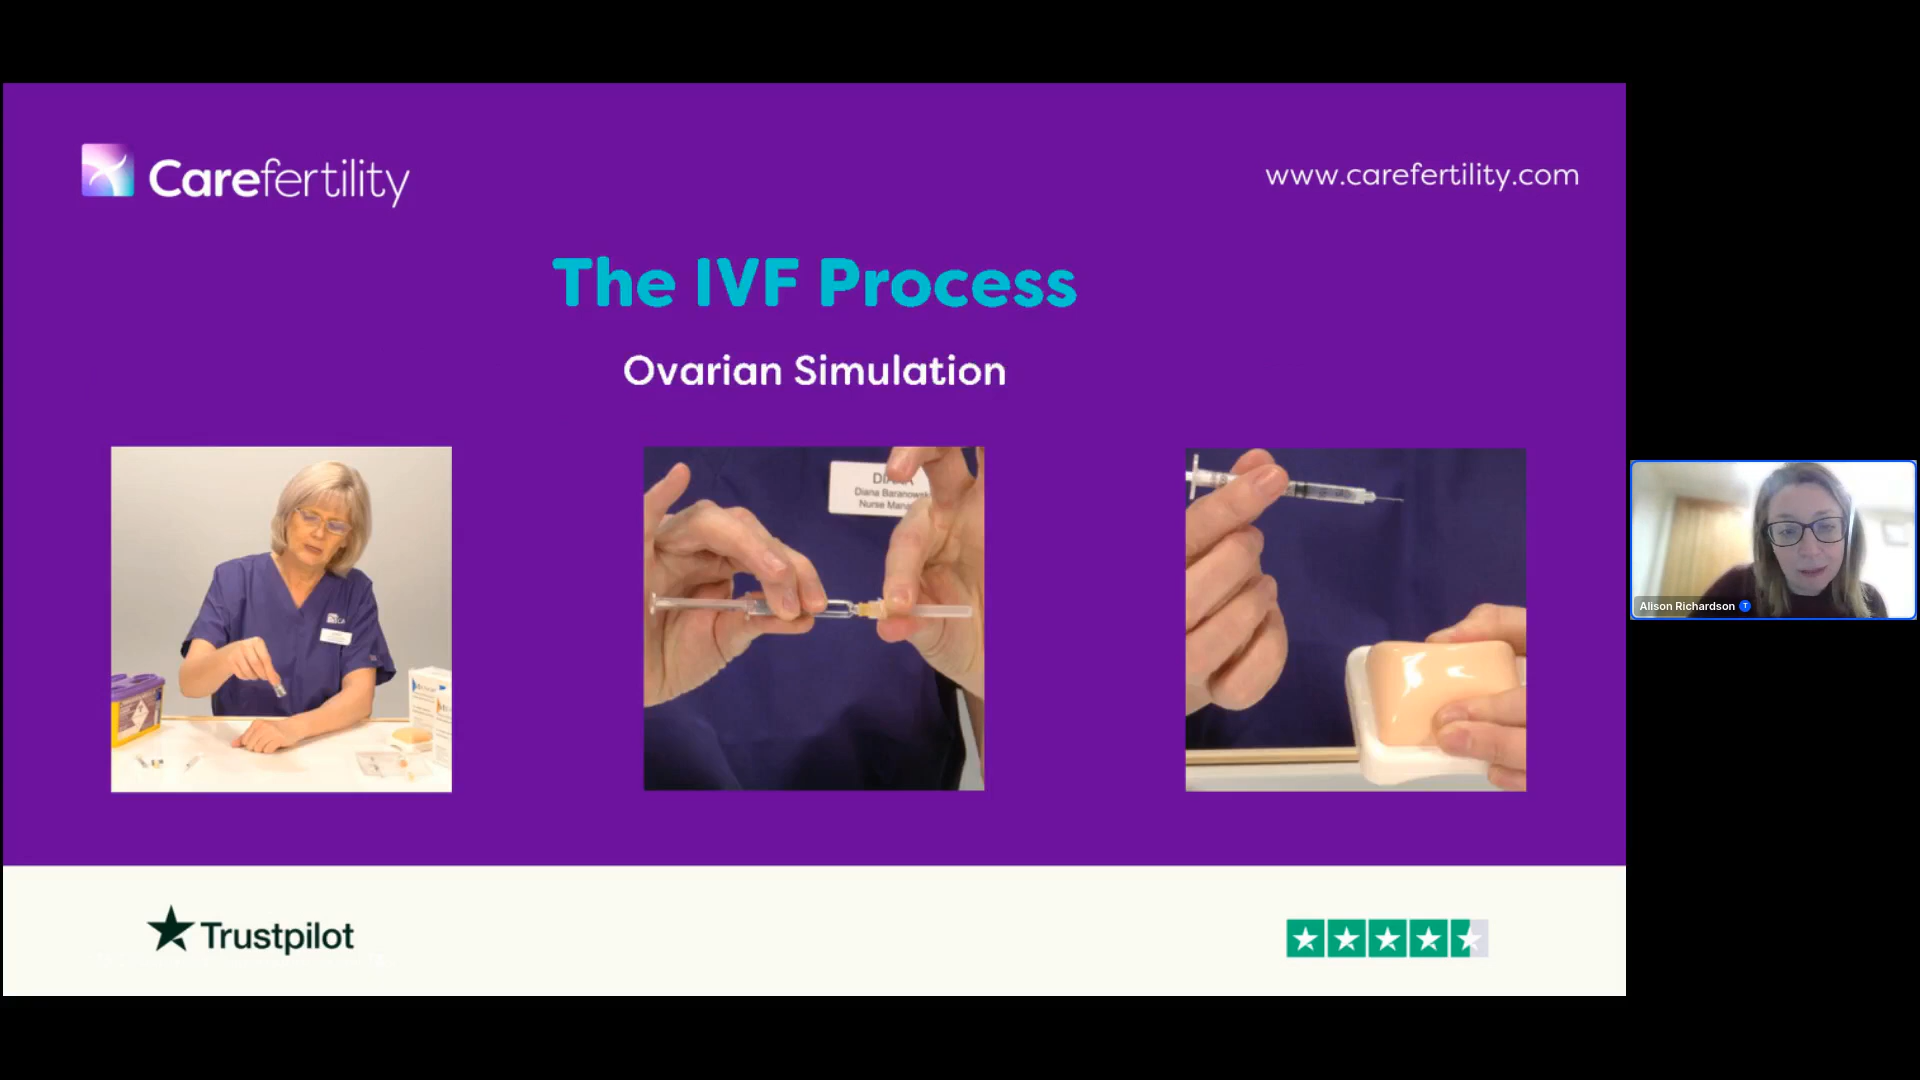 Carefertility
www.carefertility.com
The IVF Process
Ovarian Simulation
Diana Baranowsk
Nurse Mana
Trustpilot
Alison Richardson
T